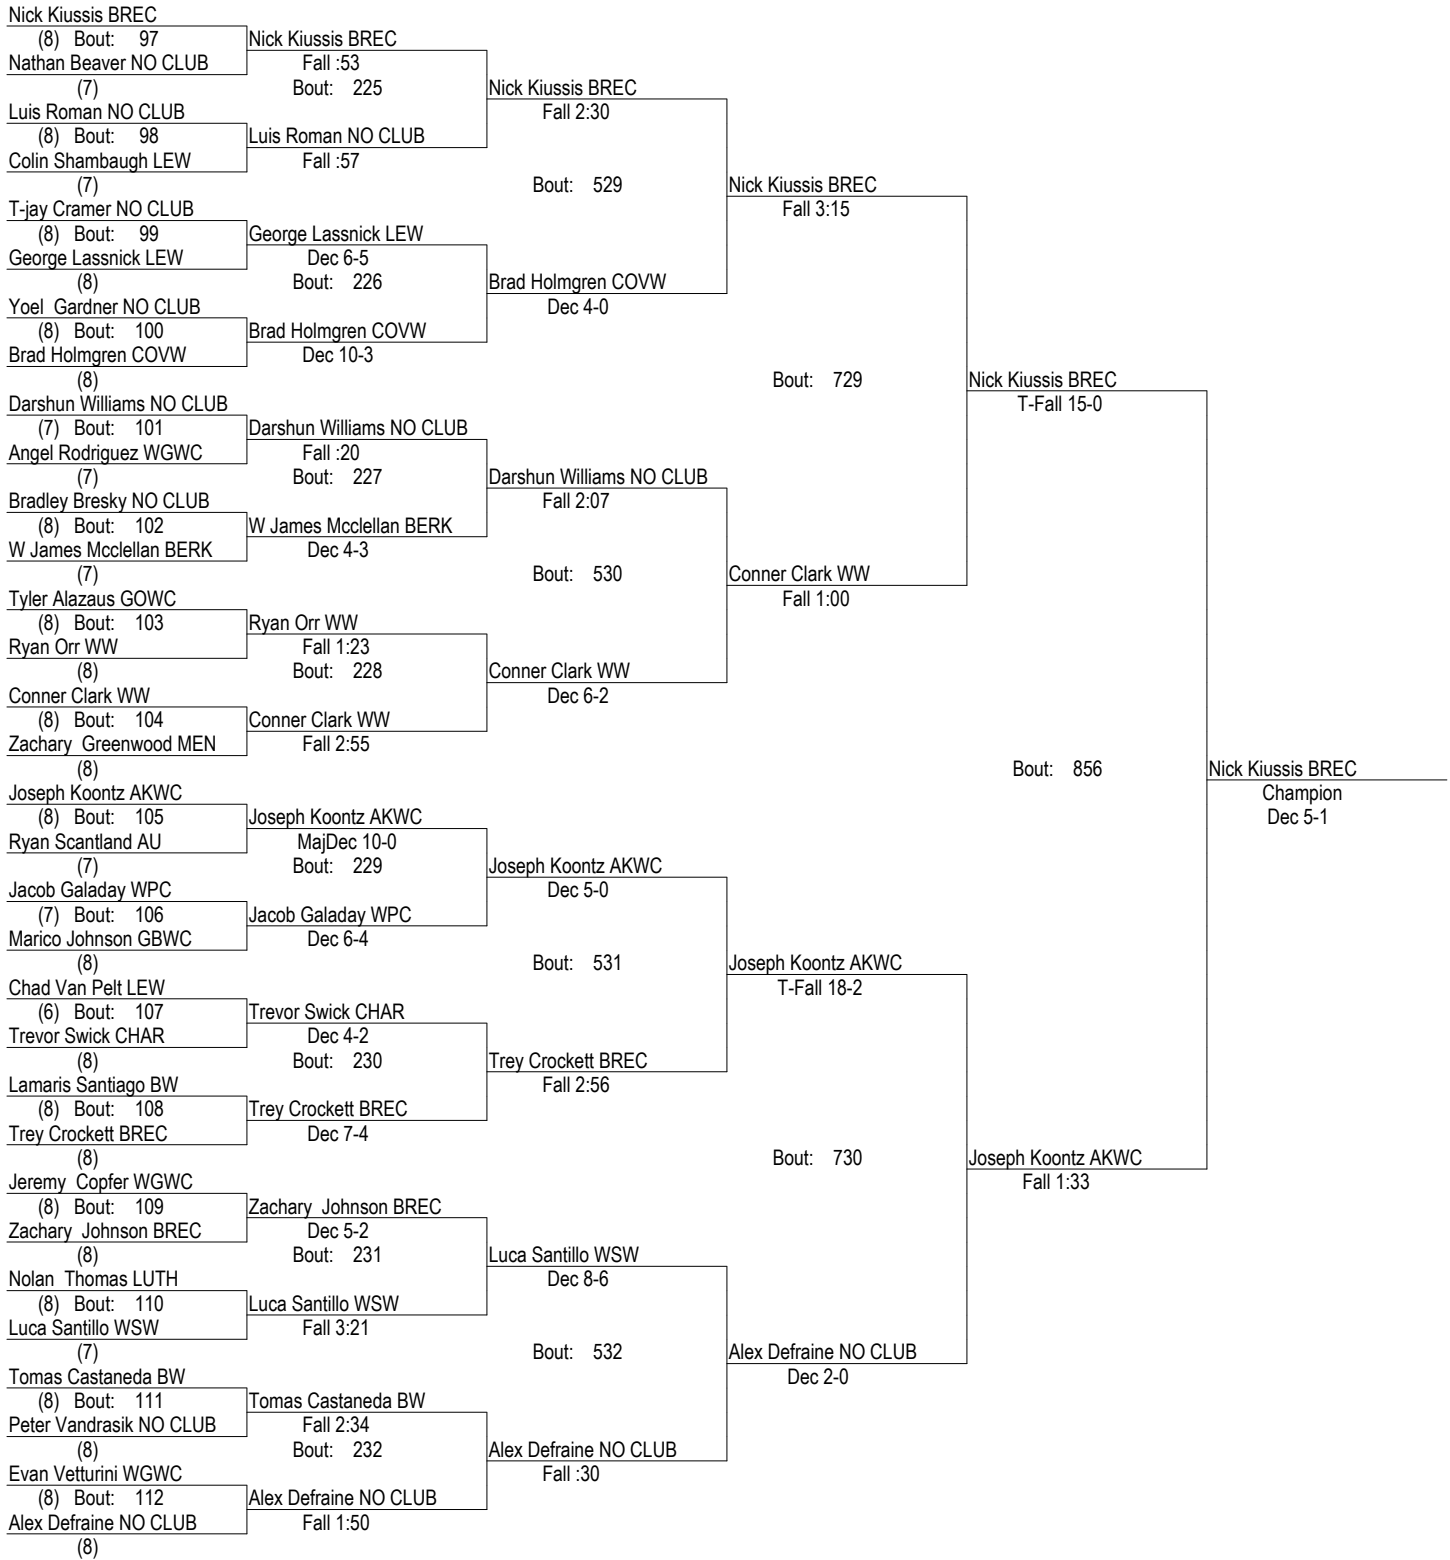 Nick Kiussis BREC
(8) Bout: 97 Nick Kiussis BREC
Nathan Beaver NO CLUB Fall :53
(7) Bout: 225 Nick Kiussis BREC
Luis Roman NO CLUB Fall 2:30
(8) Bout: 98 Luis Roman NO CLUB
Colin Shambaugh LEW Fall :57
(7) Bout: 529 Nick Kiussis BREC
T-jay Cramer NO CLUB Fall 3:15
(8) Bout: 99 George Lassnick LEW
George Lassnick LEW Dec 6-5
(8) Bout: 226 Brad Holmgren COVW
Yoel Gardner NO CLUB Dec 4-0
(8) Bout: 100 Brad Holmgren COVW
Brad Holmgren COVW Dec 10-3
(8) Bout: 729 Nick Kiussis BREC
Darshun Williams NO CLUB T-Fall 15-0
(7) Bout: 101 Darshun Williams NO CLUB
Angel Rodriguez WGWC Fall :20
(7) Bout: 227 Darshun Williams NO CLUB
Bradley Bresky NO CLUB Fall 2:07
(8) Bout: 102 W James Mcclellan BERK
W James Mcclellan BERK Dec 4-3
(7) Bout: 530 Conner Clark WW
Tyler Alazaus GOWC Fall 1:00
(8) Bout: 103 Ryan Orr WW
Ryan Orr WW Fall 1:23
(8) Bout: 228 Conner Clark WW
Conner Clark WW Dec 6-2
(8) Bout: 104 Conner Clark WW
Zachary Greenwood MEN Fall 2:55
(8) Bout: 856 Nick Kiussis BREC
Joseph Koontz AKWC Champion
(8) Bout: 105 Joseph Koontz AKWC Dec 5-1
Ryan Scantland AU MajDec 10-0
(7) Bout: 229 Joseph Koontz AKWC
Jacob Galaday WPC Dec 5-0
(7) Bout: 106 Jacob Galaday WPC
Marico Johnson GBWC Dec 6-4
(8) Bout: 531 Joseph Koontz AKWC
Chad Van Pelt LEW T-Fall 18-2
(6) Bout: 107 Trevor Swick CHAR
Trevor Swick CHAR Dec 4-2
(8) Bout: 230 Trey Crockett BREC
Lamaris Santiago BW Fall 2:56
(8) Bout: 108 Trey Crockett BREC
Trey Crockett BREC Dec 7-4
(8) Bout: 730 Joseph Koontz AKWC
Jeremy Copfer WGWC Fall 1:33
(8) Bout: 109 Zachary Johnson BREC
Zachary Johnson BREC Dec 5-2
(8) Bout: 231 Luca Santillo WSW
Nolan Thomas LUTH Dec 8-6
(8) Bout: 110 Luca Santillo WSW
Luca Santillo WSW Fall 3:21
(7) Bout: 532 Alex Defraine NO CLUB
Tomas Castaneda BW Dec 2-0
(8) Bout: 111 Tomas Castaneda BW
Peter Vandrasik NO CLUB Fall 2:34
(8) Bout: 232 Alex Defraine NO CLUB
Evan Vetturini WGWC Fall :30
(8) Bout: 112 Alex Defraine NO CLUB
Alex Defraine NO CLUB Fall 1:50
(8)